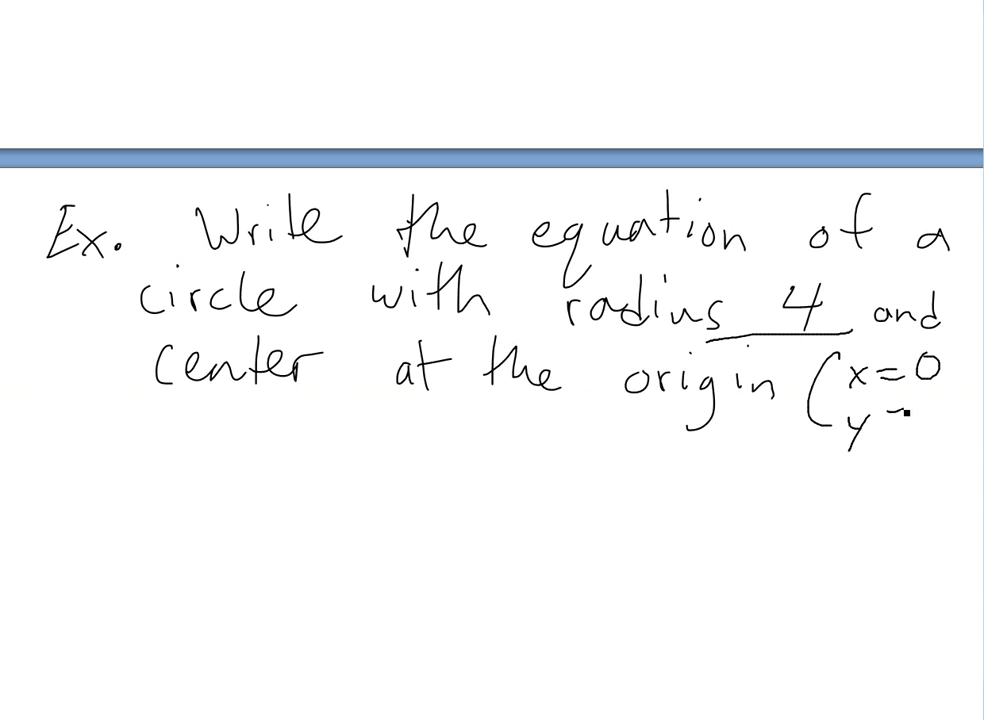 Ex. Write the equation of a
circle with radius 4 and
center at the origin (x=0
y=